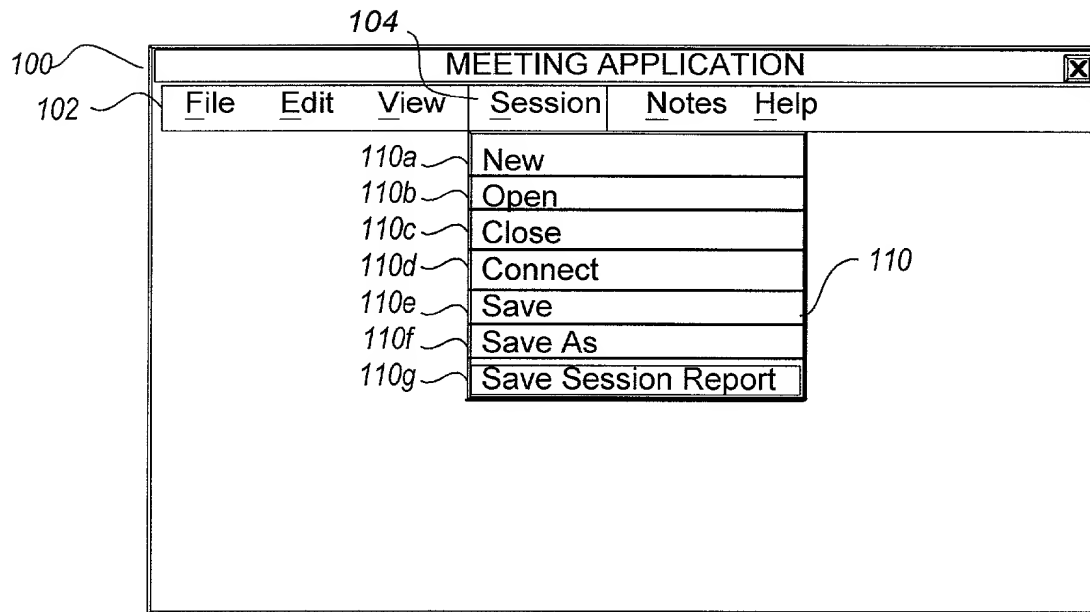 104
100 MEETING APPLICATION X
102 File Edit View Session Notes Help
110a New
110b Open
110c Close
110d Connect 110
110e Save
110f Save As
110g Save Session Report